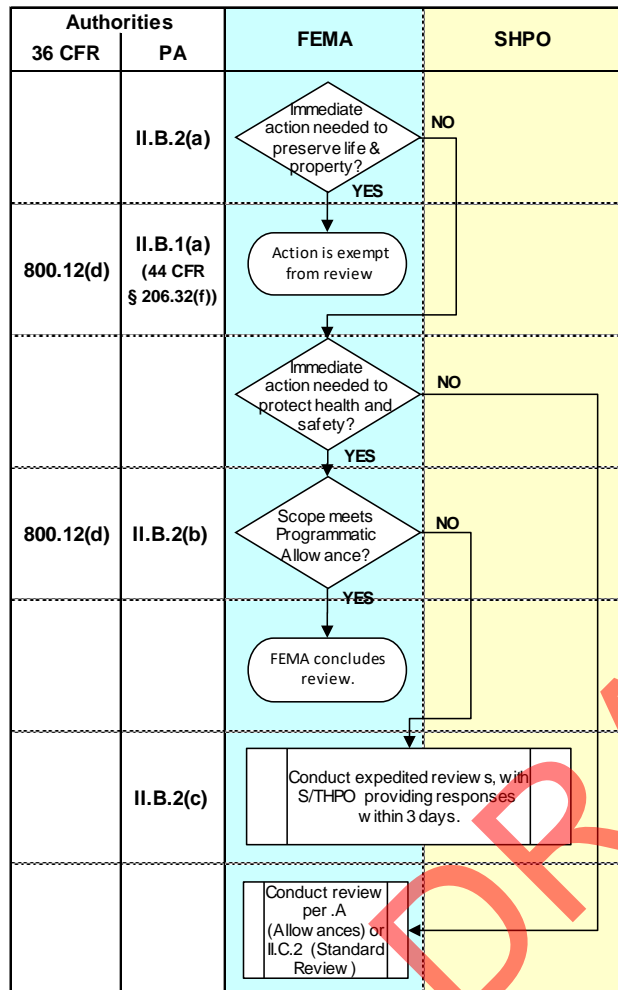 Authorities
36 CFR
PA
FEMA
SHPO
II.B.2(a)
Immediate
action needed to
preserve life &
property?
NO
YES
800.12(d)
II.B.1(a)
(44 CFR
§ 206.32(f))
Action is exempt
from review
Immediate
action needed to
protect health and
safety?
NO
YES
800.12(d)
II.B.2(b)
Scope meets
Programmatic
Allow ance?
NO
YES
FEMA concludes
review.
II.B.2(c)
Conduct expedited review s, with
S/THPO providing responses
within 3 days.
Conduct review
per .A
(Allow ances) or
II.C.2 (Standard
Review )
DRA